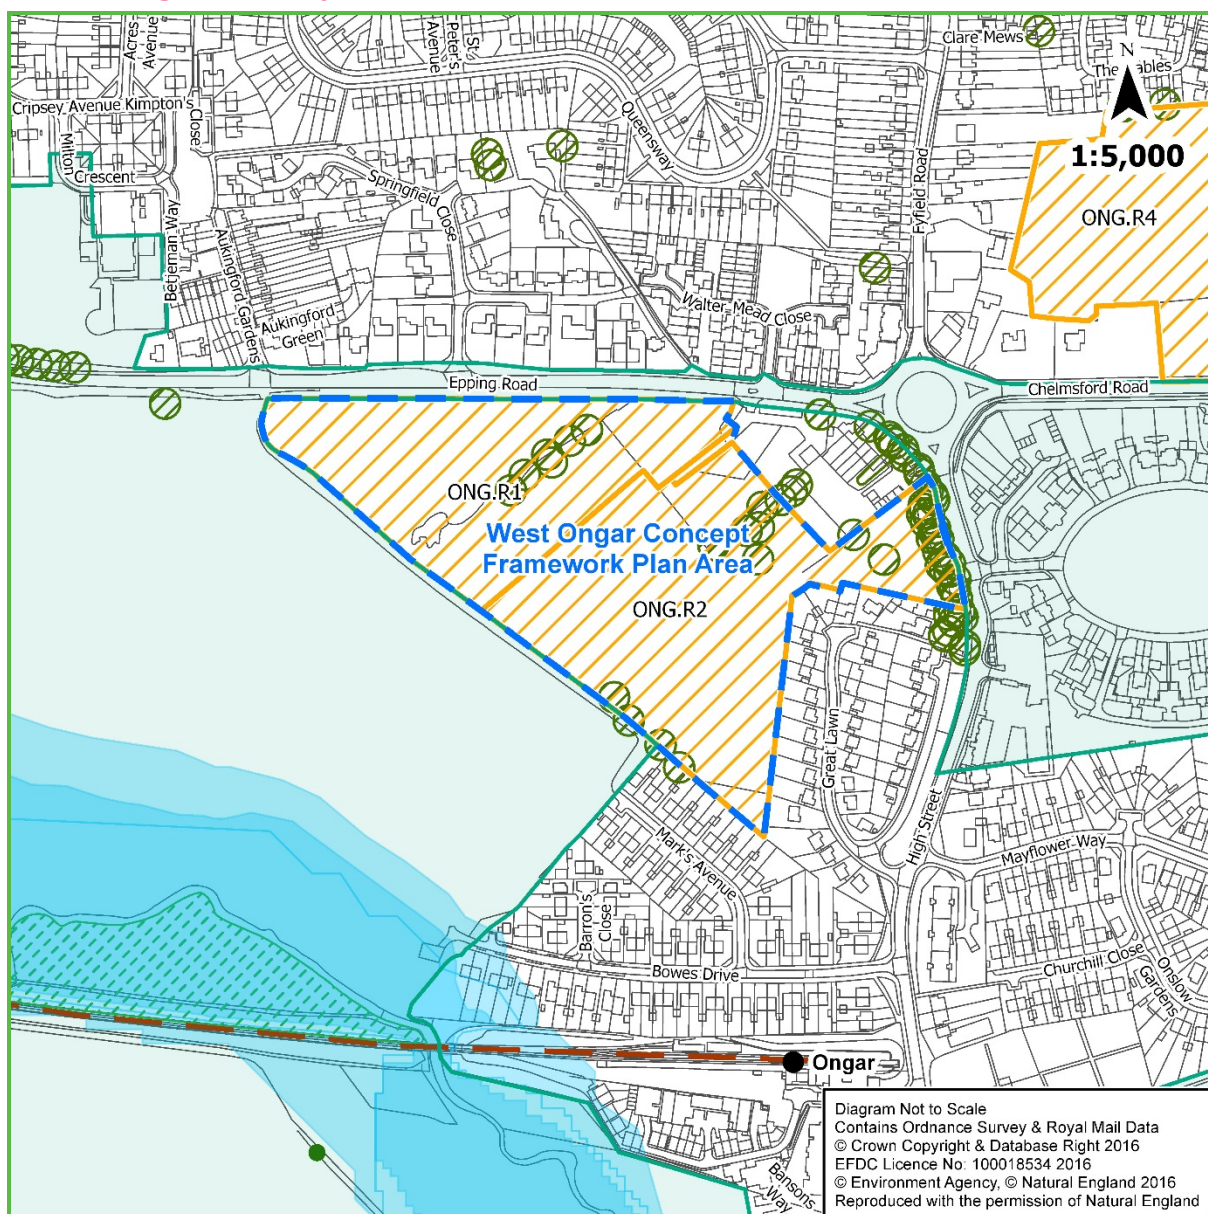 Acres
Avenue
St.
Peter's
Avenue
Clare Mews
The Gables
N
1:5,000
Cripsey Avenue
Kimpton's
Close
Milton
Crescent
Queensway
Springfield Close
Fyfield Road
ONG.R4
Betjeman Way
Aukingford Gardens
Aukingford
Green
Walter Mead Close
Epping Road
Chelmsford Road
ONG.R1
West Ongar Concept
Framework Plan Area
ONG.R2
Great Lawn
High Street
Mark's Avenue
Mayflower Way
Barron's
Close
Bowes Drive
Churchill Close
Onslow
Gardens
Ongar
Bansons
Way
Diagram Not to Scale
Contains Ordnance Survey & Royal Mail Data
© Crown Copyright & Database Right 2016
EFDC Licence No: 100018534 2016
© Environment Agency, © Natural England 2016
Reproduced with the permission of Natural England